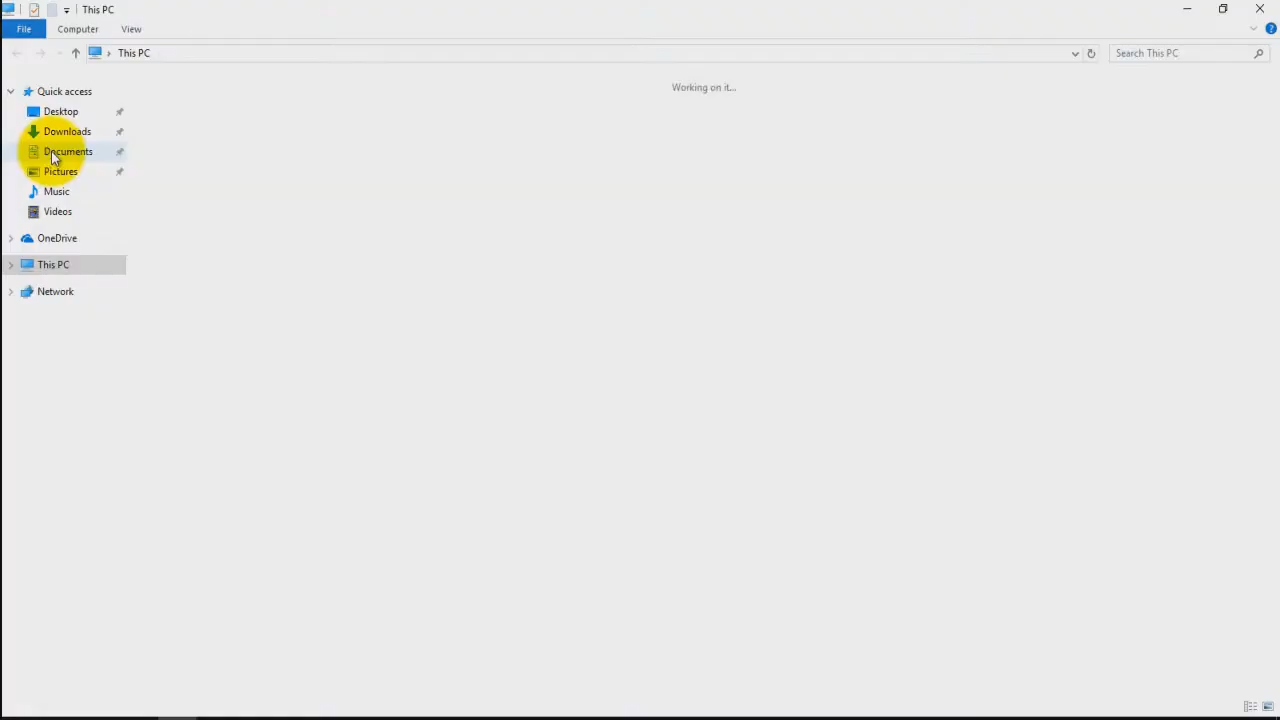 This PC
File Computer View
This PC
Search This PC
Working on it...
Quick access
Desktop
Downloads
Documents
Pictures
Music
Videos
OneDrive
This PC
Network